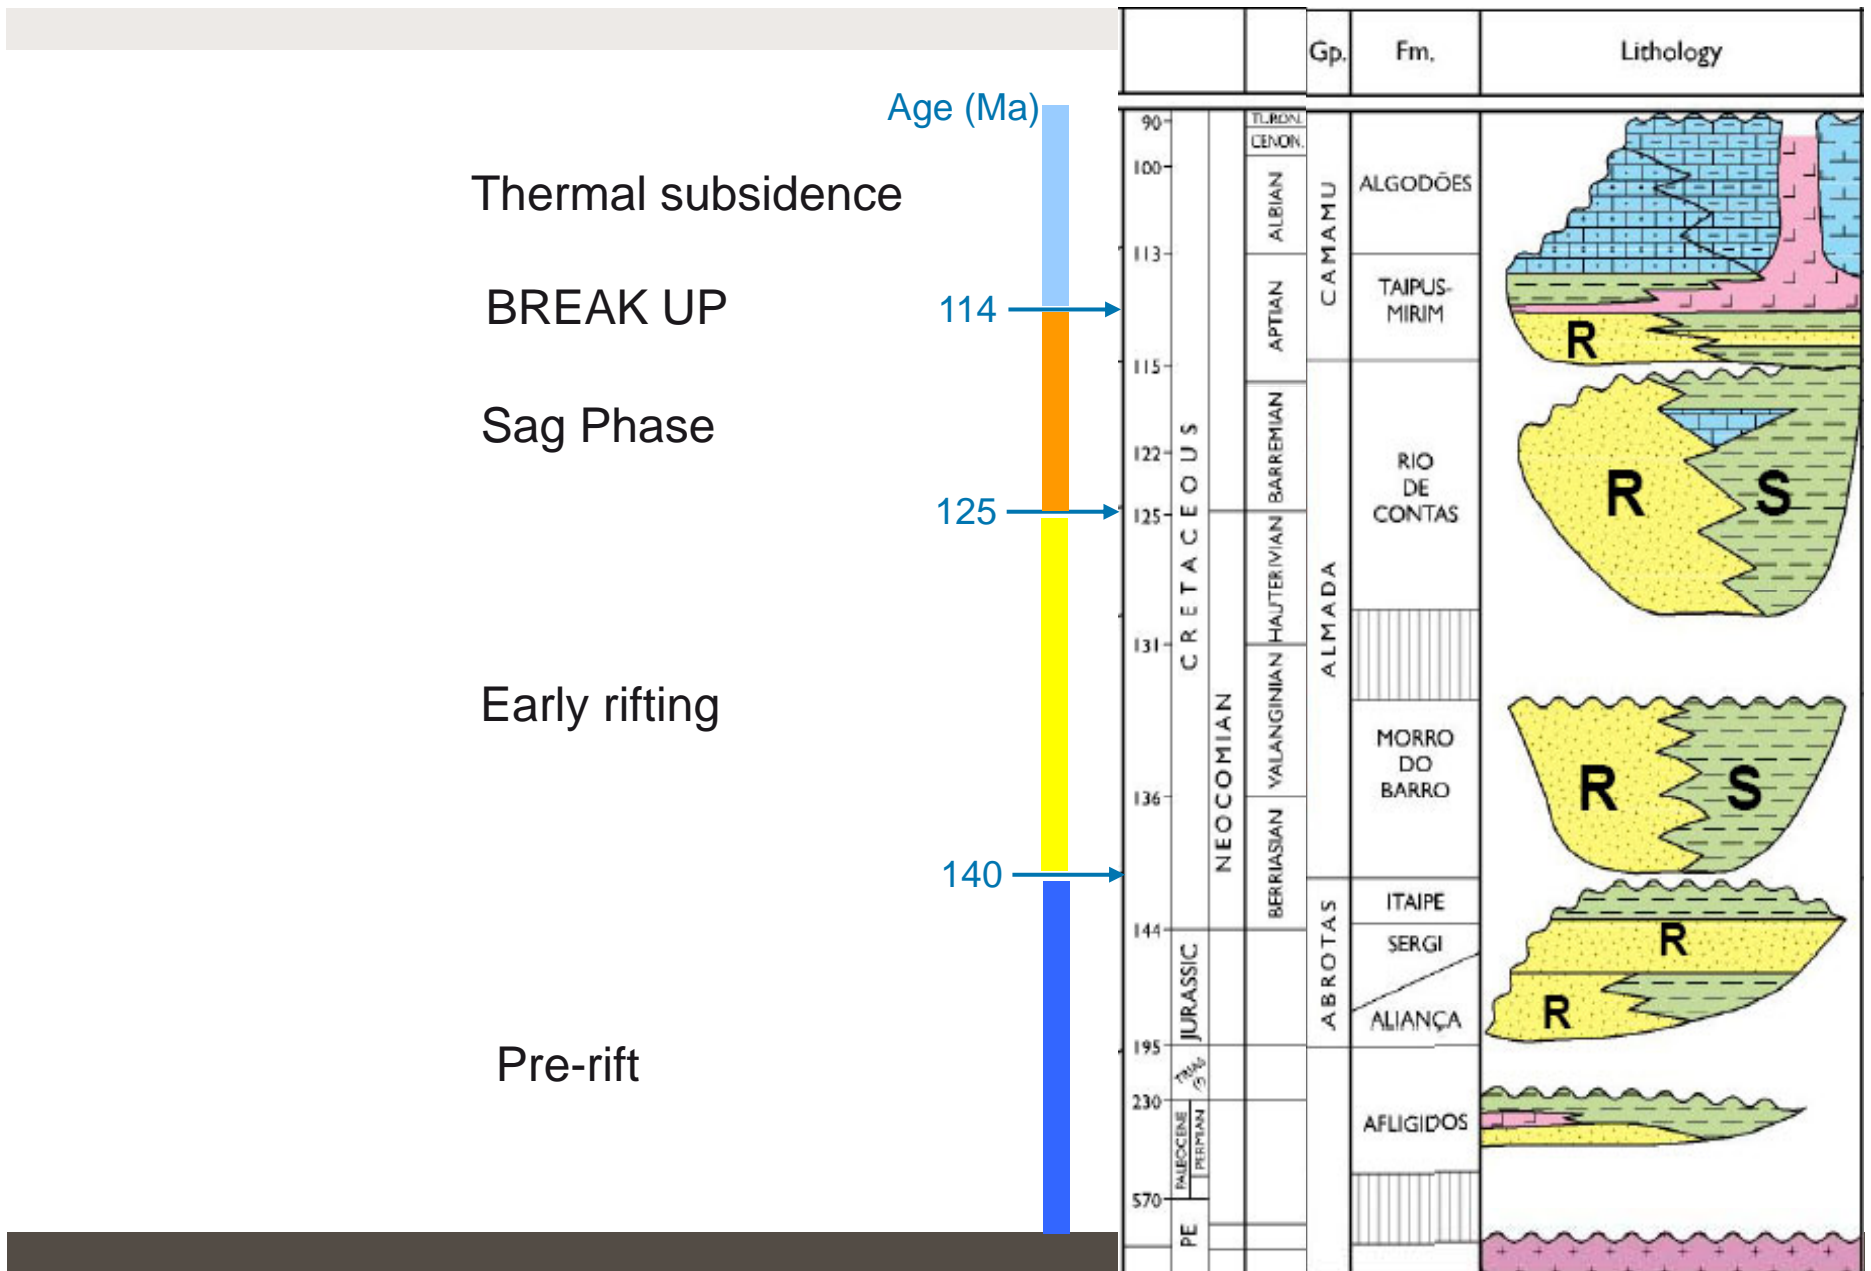 Age (Ma)
Thermal subsidence
BREAK UP
114
Sag Phase
125
Early rifting
140
Pre-rift
Gp.
Fm.
Lithology
90
100
113
115
122
125
131
136
144
195
230
570
CRETACEOUS
JURASSIC
TRIAS
(?)
PALEOCENE
PERMIAN
PE
NEOCOMIAN
TURON.
CENON.
ALBIAN
APTIAN
BARREMIAN
HAUTERIVIAN
VALANGINIAN
BERRIASIAN
CAMAMU
ALMADA
ABROTAS
ALGODÕES
TAIPUS-
MIRIM
RIO
DE
CONTAS
MORRO
DO
BARRO
ITAIPE
SERGI
ALIANÇA
AFLIGIDOS
R
R S
R S
R
R